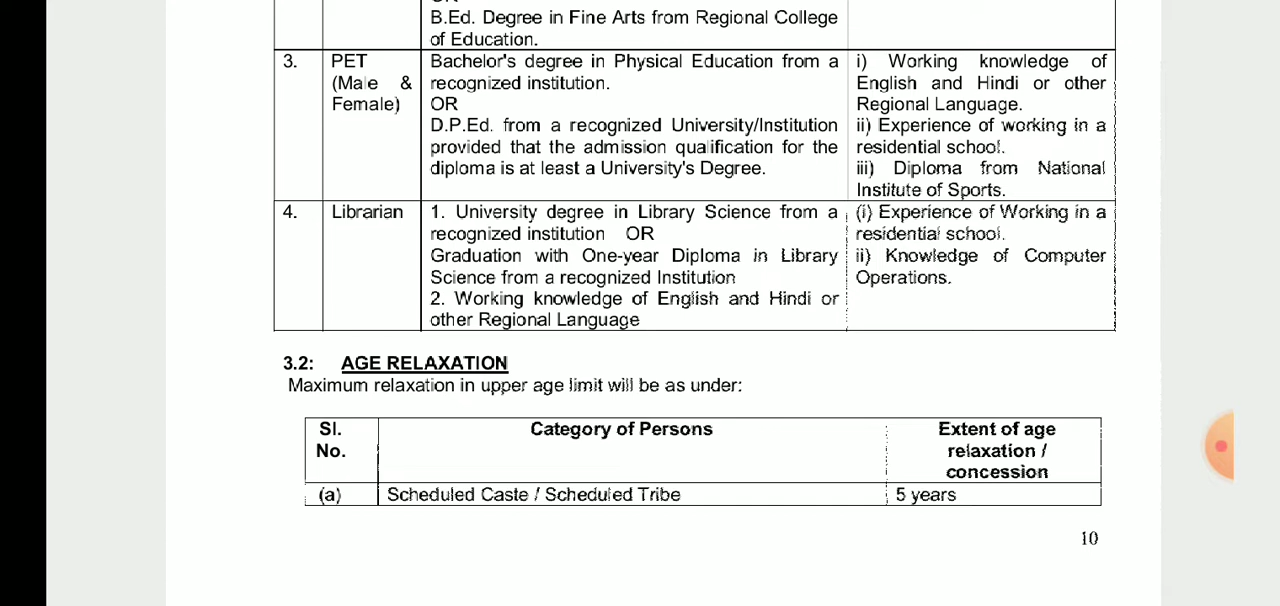 B.Ed. Degree in Fine Arts from Regional College
of Education.
3. PET Bachelor's degree in Physical Education from a i) Working knowledge of
(Male & recognized institution. English and Hindi or other
Female) OR Regional Language.
D.P.Ed. from a recognized University/Institution ii) Experience of working in a
provided that the admission qualification for the residential school.
diploma is at least a University's Degree. iii) Diploma from National
Institute of Sports.
4. Librarian 1. University degree in Library Science from a (i) Experience of Working in a
recognized institution OR residential school.
Graduation with One-year Diploma in Library ii) Knowledge of Computer
Science from a recognized Institution Operations.
2. Working knowledge of English and Hindi or
other Regional Language
3.2: AGE RELAXATION
Maximum relaxation in upper age limit will be as under:
Sl. Category of Persons Extent of age
No. relaxation /
concession
(a) Scheduled Caste / Scheduled Tribe 5 years
10